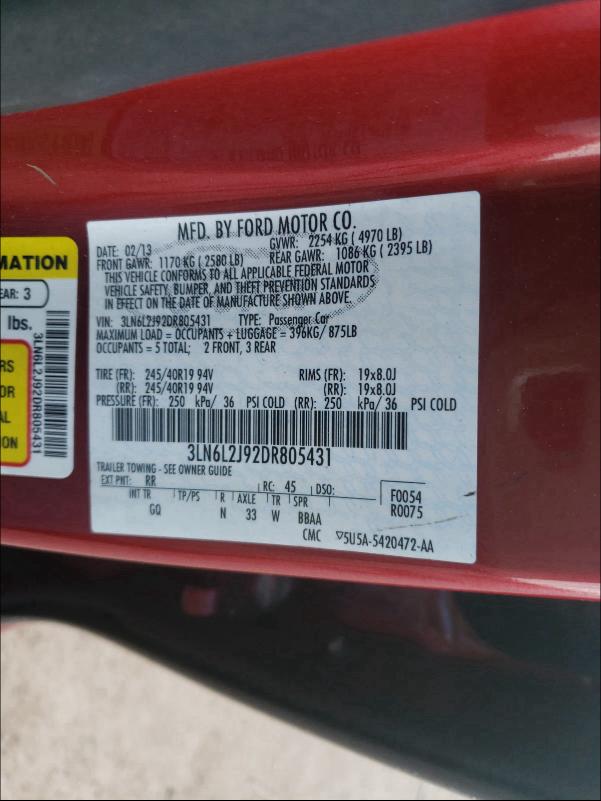 MFD. BY FORD MOTOR CO.
DATE: 02/13 GVWR: 2254 KG ( 4970 LB)
FRONT GAWR: 1170 KG ( 2580 LB) REAR GAWR: 1086 KG ( 2395 LB)
THIS VEHICLE CONFORMS TO ALL APPLICABLE FEDERAL MOTOR
VEHICLE SAFETY, BUMPER, AND THEFT PREVENTION STANDARDS
IN EFFECT ON THE DATE OF MANUFACTURE SHOWN ABOVE.
VIN: 3LN6L2J92DR805431 TYPE: Passenger Car
MAXIMUM LOAD = OCCUPANTS + LUGGAGE = 396KG/ 875LB
OCCUPANTS = 5 TOTAL; 2 FRONT, 3 REAR
TIRE (FR): 245/40R19 94V RIMS (FR): 19x8.0J
(RR): 245/40R19 94V (RR): 19x8.0J
PRESSURE (FR): 250 kPa/ 36 PSI COLD (RR): 250 kPa/ 36 PSI COLD
3LN6L2J92DR805431
TRAILER TOWING - SEE OWNER GUIDE
EXT PNT: RR RC: 45 DSO:
INT TR TP/PS R AXLE TR SPR
GQ N 33 W BBAA
F0054
R0075
CMC ▽5U5A-5420472-AA
MATION
EAR: 3
lbs.
RS
OR
AL
ION
3LN6L2J92DR805431